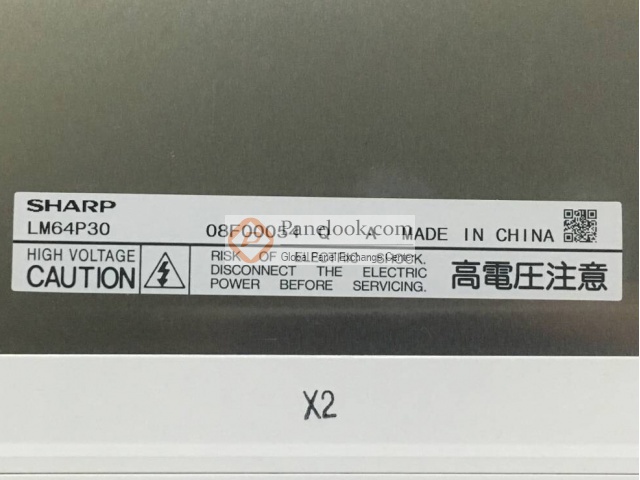 SHARP
LM64P30 08F00054 Q A MADE IN CHINA
Panelook.com
Global Panel Exchange Center
HIGH VOLTAGE
CAUTION
RISK OF ELECTRIC SHOCK.
DISCONNECT THE ELECTRIC
POWER BEFORE SERVICING.
高電圧注意
X2